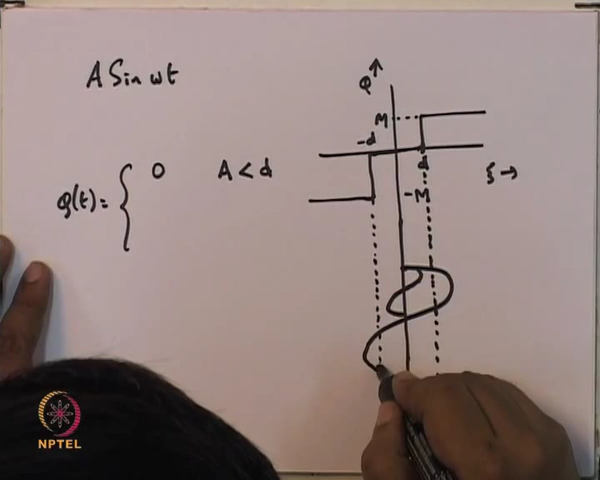 A Sin ωt
φ(t) = { 0 A < d
φ ↑
M
-d
d
ξ →
-M
NPTEL